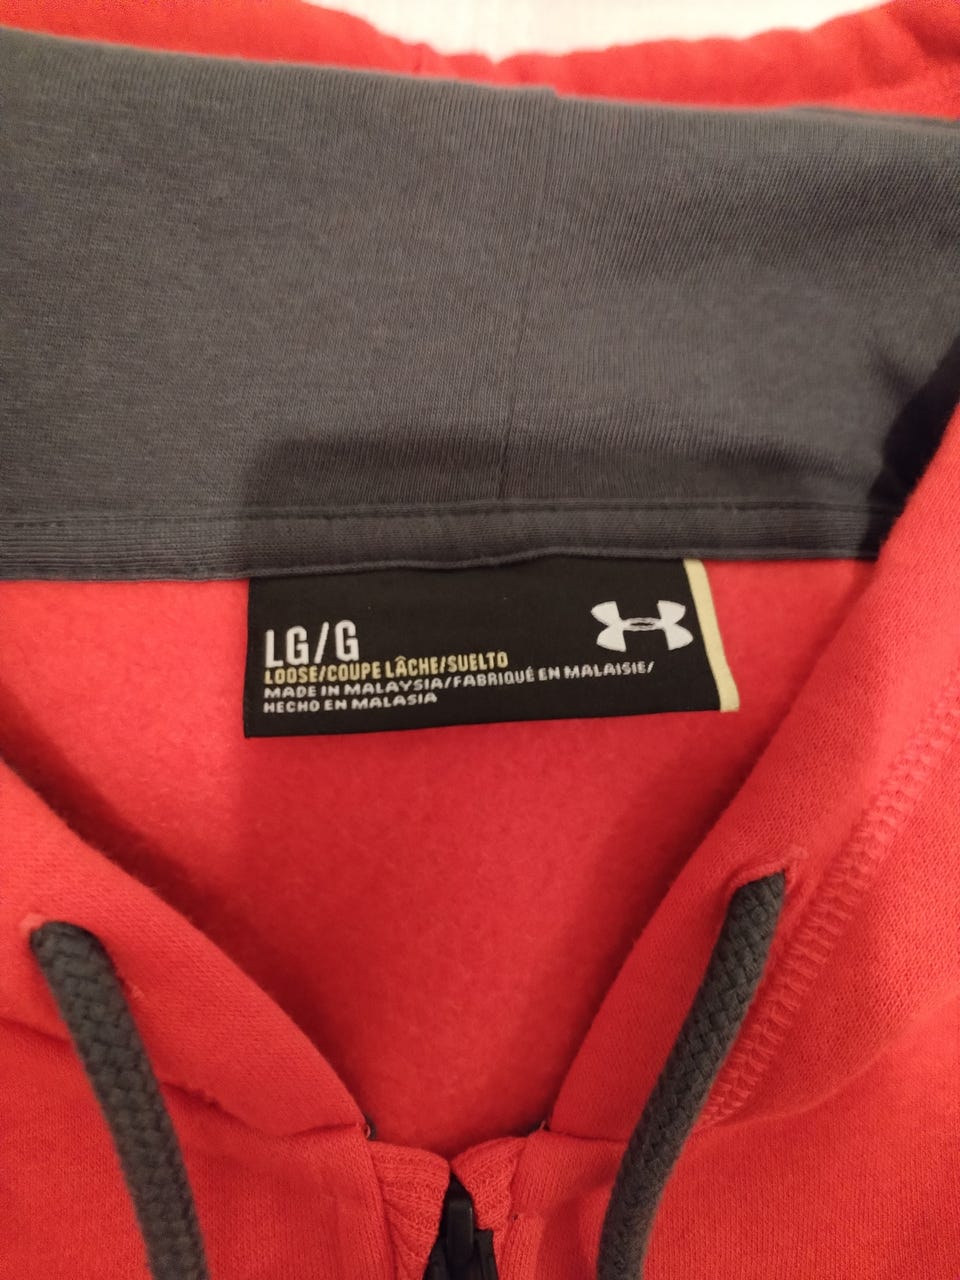 LG/G
LOOSE/COUPE LÂCHE/SUELTO
MADE IN MALAYSIA/FABRIQUÉ EN MALAISIE/
HECHO EN MALASIA